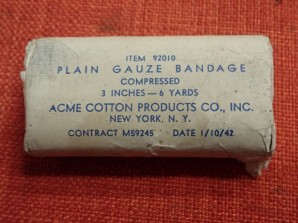 ITEM 92010
PLAIN GAUZE BANDAGE
COMPRESSED
3 INCHES—6 YARDS
ACME COTTON PRODUCTS CO., INC.
NEW YORK, N. Y.
CONTRACT M59245 DATE 1/10/42